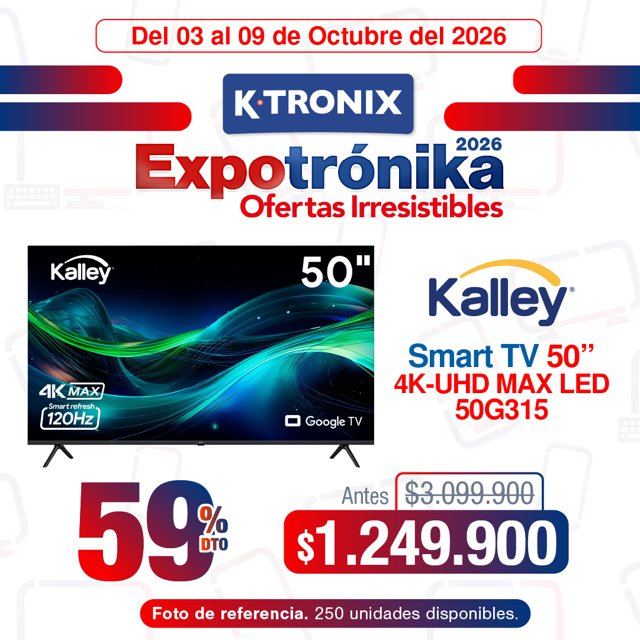 Del 03 al 09 de Octubre del 2026
K•TRONIX
2026
Expotrónika
Ofertas Irresistibles
Kalley
50"
4K MAX
Smart refresh
120Hz
Google TV
Kalley
Smart TV 50”
4K-UHD MAX LED
50G315
59% DTO
Antes $3.099.900
$1.249.900
Foto de referencia. 250 unidades disponibles.